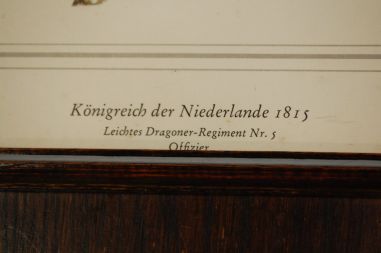 Königreich der Niederlande 1815
Leichtes Dragoner-Regiment Nr. 5
Offizier